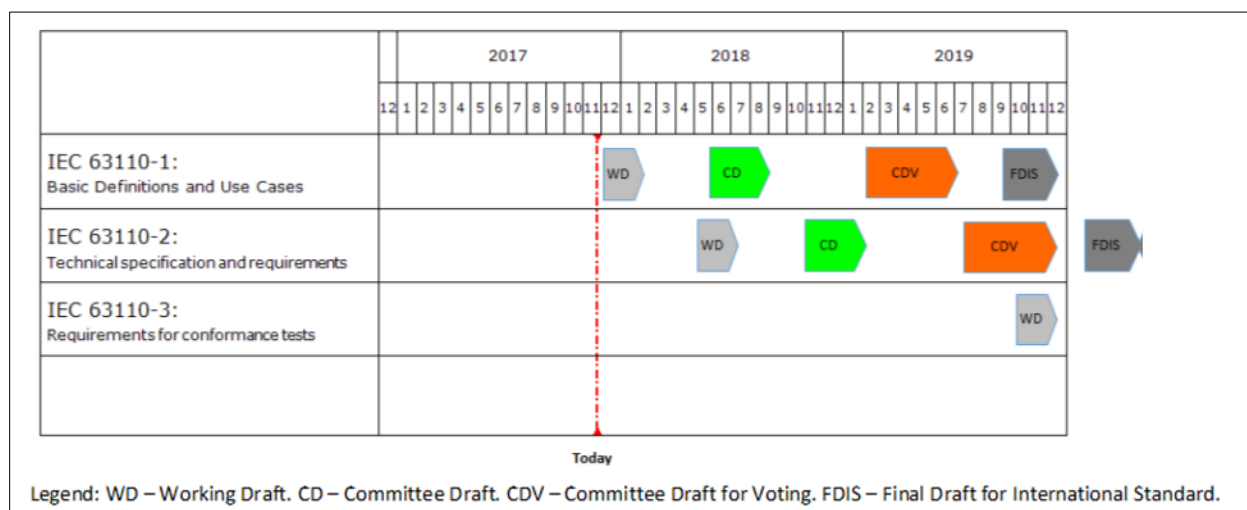 2017 2018 2019
12 1 2 3 4 5 6 7 8 9 10 11 12 1 2 3 4 5 6 7 8 9 10 11 12 1 2 3 4 5 6 7 8 9 10 11 12
IEC 63110-1:
Basic Definitions and Use Cases
WD CD CDV FDIS
IEC 63110-2:
Technical specification and requirements
WD CD CDV FDIS
IEC 63110-3:
Requirements for conformance tests
WD
Today
Legend: WD – Working Draft. CD – Committee Draft. CDV – Committee Draft for Voting. FDIS – Final Draft for International Standard.